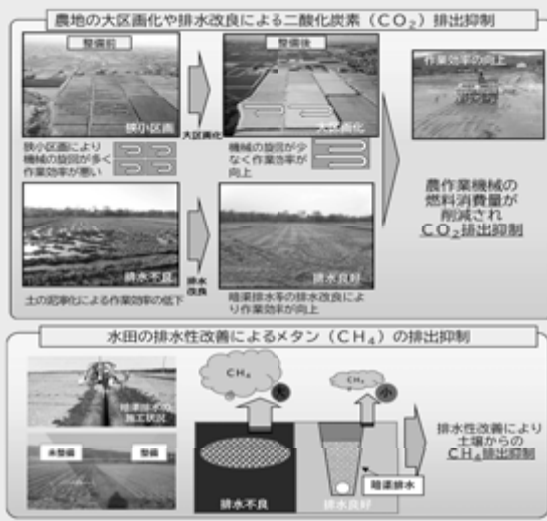 農地の大区画化や排水改良による二酸化炭素(CO₂)排出抑制
整備前
整備後
狭小区画
大区画化
大区画化
作業効率の向上
狭小区画により
機械の旋回が多く
作業効率が悪い
機械の旋回が少
なく作業効率が
向上
農作業機械の
燃料消費量が
削減され
CO₂排出抑制
排水不良
排水
改良
排水良好
土の泥濘化による作業効率の低下
暗渠排水等の排水改良によ
り作業効率が向上
水田の排水性改善によるメタン(CH₄)の排出抑制
暗渠排水の
施工状況
CH₄
大
CH₄
小
未整備
整備
排水不良
排水良好
暗渠排水
排水性改善により
土壌からの
CH₄排出抑制